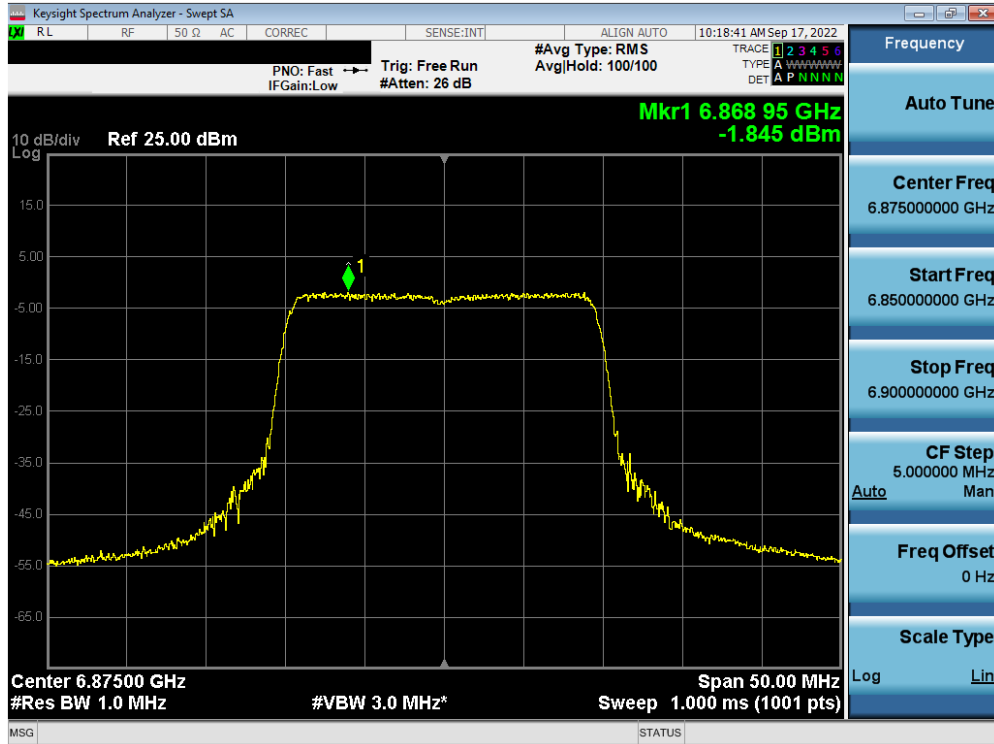 Keysight Spectrum Analyzer - Swept SA
LXI RL RF 50 Ω AC CORREC SENSE:INT ALIGN AUTO 10:18:41 AM Sep 17, 2022
PNO: Fast
IFGain:Low
Trig: Free Run
#Atten: 26 dB
#Avg Type: RMS
Avg|Hold: 100/100
TRACE 1 2 3 4 5 6
TYPE A WWWWW
DET A P N N N N
Mkr1 6.868 95 GHz
-1.845 dBm
10 dB/div Ref 25.00 dBm
Log
15.0
5.00
-5.00
-15.0
-25.0
-35.0
-45.0
-55.0
-65.0
1
Center 6.87500 GHz Span 50.00 MHz
#Res BW 1.0 MHz #VBW 3.0 MHz* Sweep 1.000 ms (1001 pts)
MSG STATUS
Frequency
Auto Tune
Center Freq
6.875000000 GHz
Start Freq
6.850000000 GHz
Stop Freq
6.900000000 GHz
CF Step
5.000000 MHz
Auto Man
Freq Offset
0 Hz
Scale Type
Log Lin